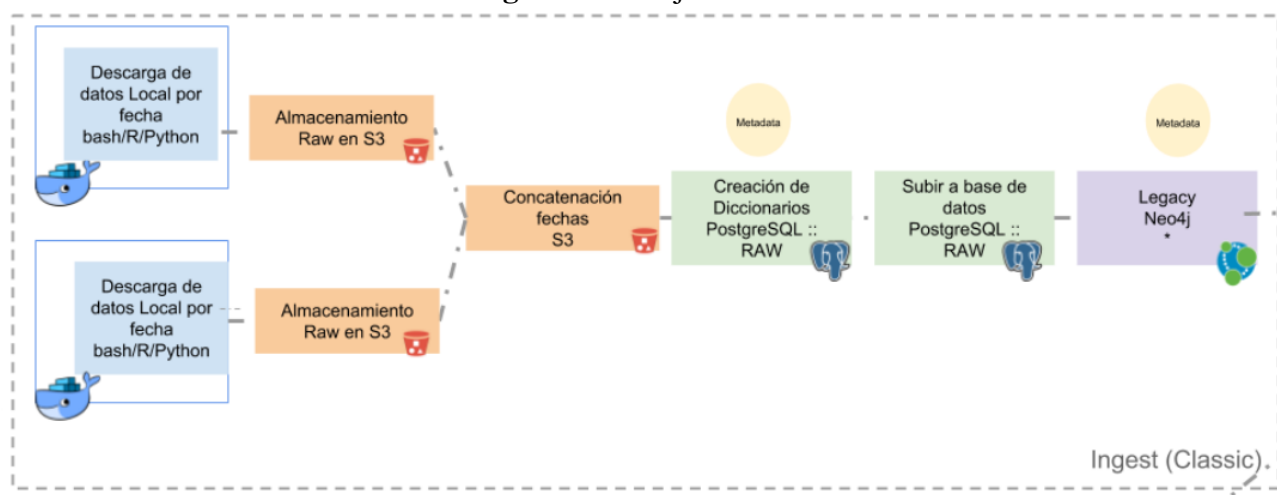 Descarga de
datos Local por
fecha
bash/R/Python
Almacenamiento
Raw en S3
Descarga de
datos Local por
fecha
bash/R/Python
Almacenamiento
Raw en S3
Concatenación
fechas
S3
Metadata
Creación de
Diccionarios
PostgreSQL ::
RAW
Subir a base de
datos
PostgreSQL ::
RAW
Metadata
Legacy
Neo4j
*
Ingest (Classic)